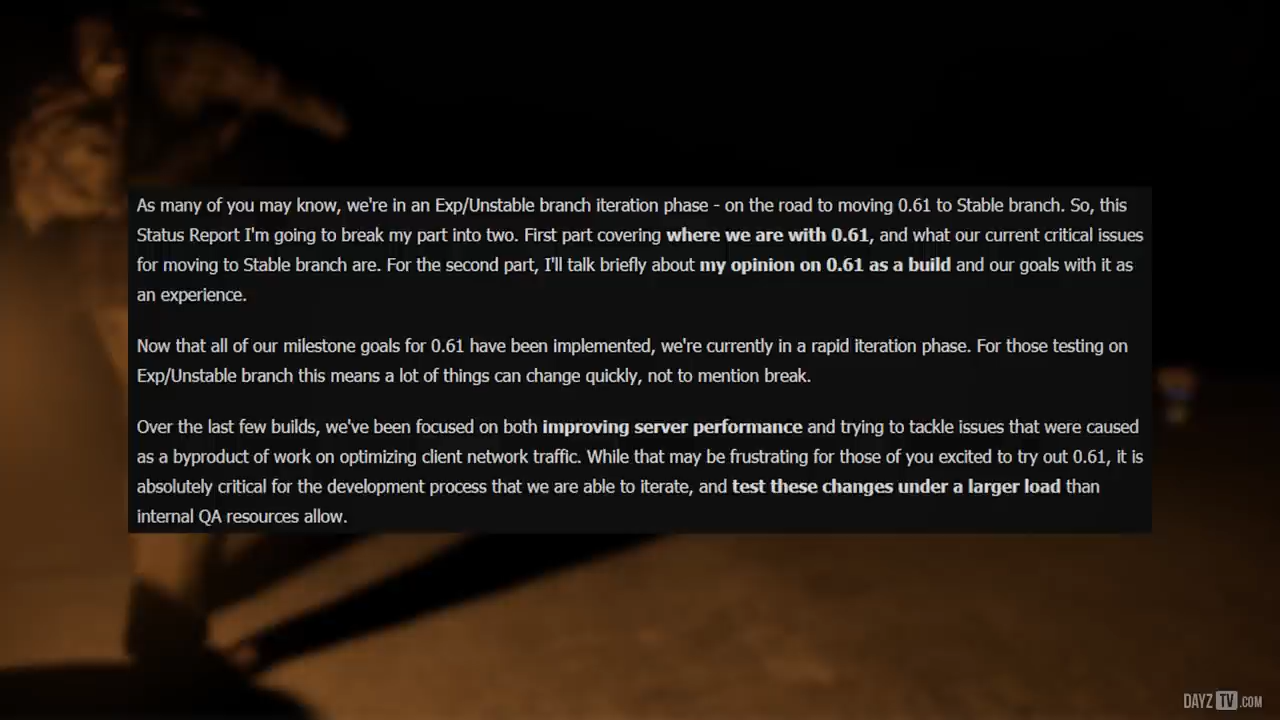 As many of you may know, we're in an Exp/Unstable branch iteration phase - on the road to moving 0.61 to Stable branch. So, this
Status Report I'm going to break my part into two. First part covering where we are with 0.61, and what our current critical issues
for moving to Stable branch are. For the second part, I'll talk briefly about my opinion on 0.61 as a build and our goals with it as
an experience.
Now that all of our milestone goals for 0.61 have been implemented, we're currently in a rapid iteration phase. For those testing on
Exp/Unstable branch this means a lot of things can change quickly, not to mention break.
Over the last few builds, we've been focused on both improving server performance and trying to tackle issues that were caused
as a byproduct of work on optimizing client network traffic. While that may be frustrating for those of you excited to try out 0.61, it is
absolutely critical for the development process that we are able to iterate, and test these changes under a larger load than
internal QA resources allow.
DAYZ TV .COM